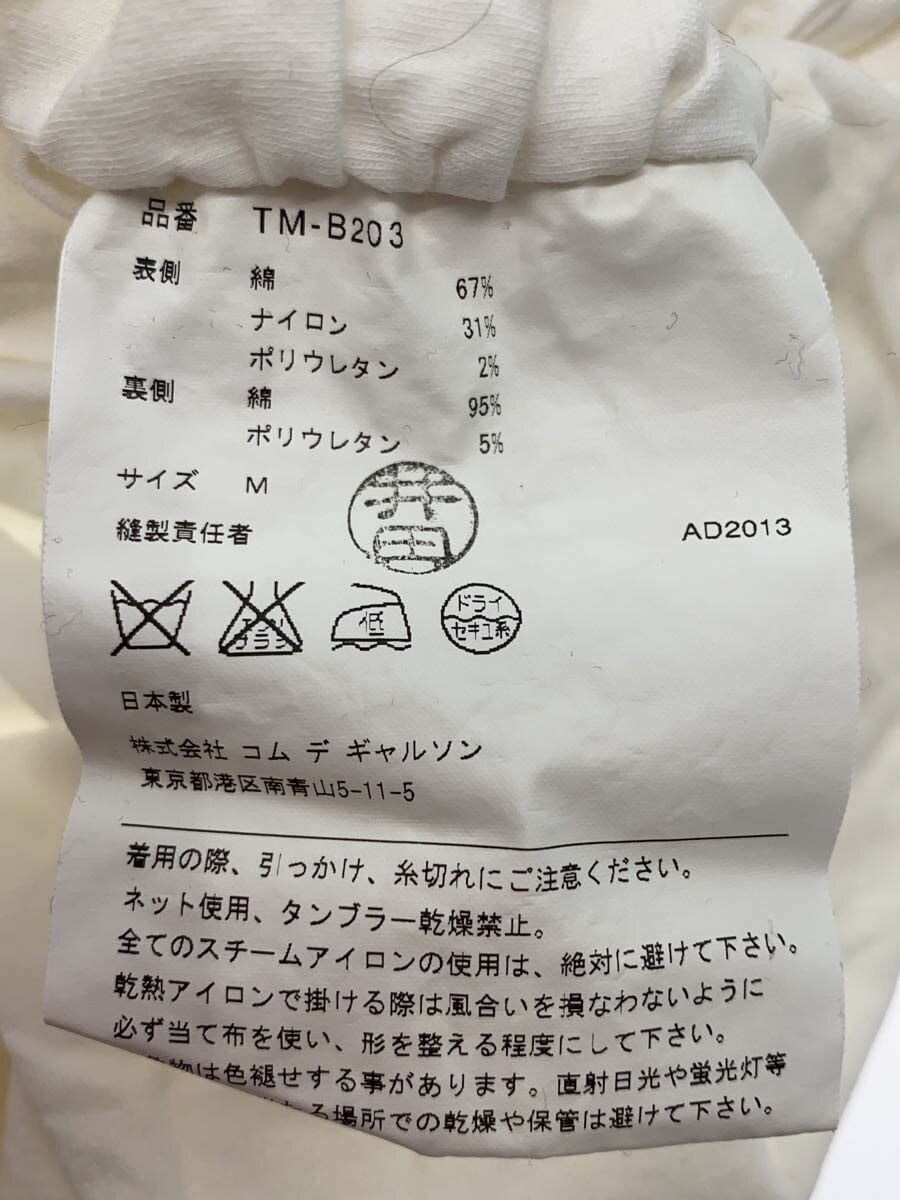 品番 TM-B203
表側 綿 67%
ナイロン 31%
ポリウレタン 2%
裏側 綿 95%
ポリウレタン 5%
サイズ M
縫製責任者 井田 AD2013
エンソ サラシ 低 ドライ セキユ系
日本製
株式会社 コム デ ギャルソン
東京都港区南青山5-11-5
着用の際、引っかけ、糸切れにご注意ください。
ネット使用、タンブラー乾燥禁止。
全てのスチームアイロンの使用は、絶対に避けて下さい。
乾熱アイロンで掛ける際は風合いを損なわないように
必ず当て布を使い、形を整える程度にして下さい。
物は色褪せする事があります。直射日光や蛍光灯等
る場所での乾燥や保管は避けて下さい。